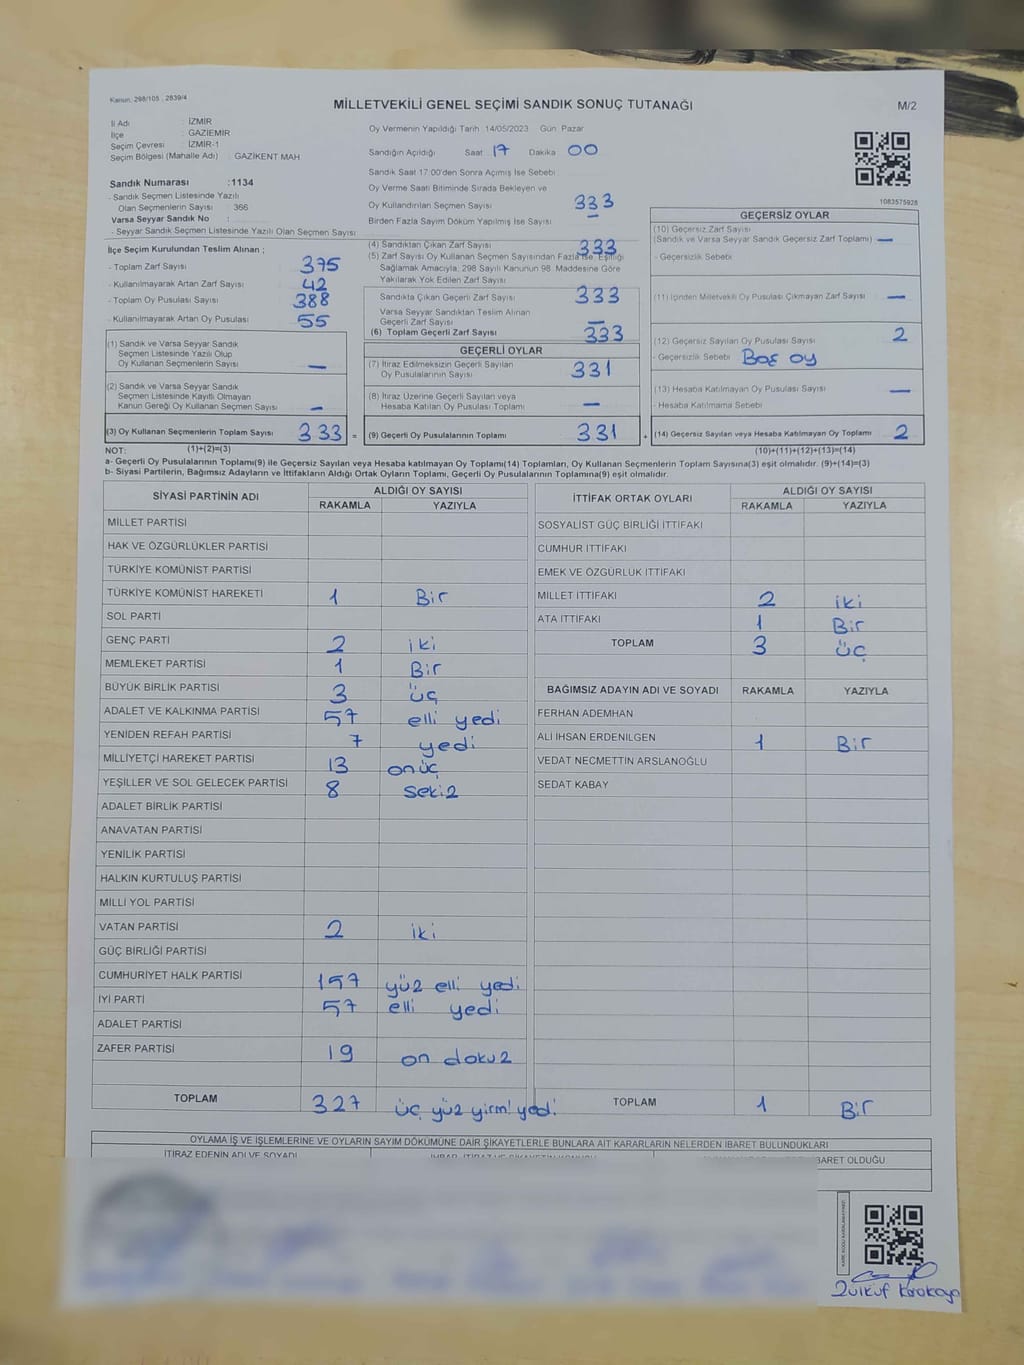 Kanun: 298/105 , 2839/4
MİLLETVEKİLİ GENEL SEÇİMİ SANDIK SONUÇ TUTANAĞI
M/2
İl Adı : İZMİR
İlçe : GAZİEMİR
Seçim Çevresi : İZMİR-1
Seçim Bölgesi (Mahalle Adı) : GAZİKENT MAH
Oy Vermenin Yapıldığı Tarih 14/05/2023 Gün Pazar
Sandığın Açıldığı Saat 17 Dakika 00
Sandık Saat 17:00'den Sonra Açımış İse Sebebi
Oy Verme Saati Bitiminde Sırada Bekleyen ve
Oy Kullandırılan Seçmen Sayısı 333
Birden Fazla Sayım Döküm Yapılmış İse Sayısı —
1083575928
Sandık Numarası :1134
- Sandık Seçmen Listesinde Yazılı
Olan Seçmenlerin Sayısı : 366
Varsa Seyyar Sandık No :
- Seyyar Sandık Seçmen Listesinde Yazılı Olan Seçmen Sayısı :
İlçe Seçim Kurulundan Teslim Alınan ;
- Toplam Zarf Sayısı 375
- Kullanılmayarak Artan Zarf Sayısı 42
- Toplam Oy Pusulası Sayısı 388
- Kullanılmayarak Artan Oy Pusulası 55
(1) Sandık ve Varsa Seyyar Sandık
Seçmen Listesinde Yazılı Olup
Oy Kullanan Seçmenlerin Sayısı —
(2) Sandık ve Varsa Seyyar Sandık
Seçmen Listesinde Kayıtlı Olmayan
Kanun Gereği Oy Kullanan Seçmen Sayısı —
(3) Oy Kullanan Seçmenlerin Toplam Sayısı 333
(4) Sandıktan Çıkan Zarf Sayısı 333
(5) Zarf Sayısı Oy Kullanan Seçmen Sayısından Fazla İse, Eşitliği
Sağlamak Amacıyla; 298 Sayılı Kanunun 98. Maddesine Göre
Yakılarak Yok Edilen Zarf Sayısı
Sandıkta Çıkan Geçerli Zarf Sayısı 333
Varsa Seyyar Sandıktan Teslim Alınan
Geçerli Zarf Sayısı —
(6) Toplam Geçerli Zarf Sayısı 333
GEÇERLİ OYLAR
(7) İtiraz Edilmeksizin Geçerli Sayılan
Oy Pusulalarının Sayısı 331
(8) İtiraz Üzerine Geçerli Sayılan veya
Hesaba Katılan Oy Pusulası Toplamı —
= (9) Geçerli Oy Pusulalarının Toplamı 331
GEÇERSİZ OYLAR
(10) Geçersiz Zarf Sayısı
(Sandık ve Varsa Seyyar Sandık Geçersiz Zarf Toplamı) —
- Geçersizlik Sebebi
(11) İçinden Milletvekili Oy Pusulası Çıkmayan Zarf Sayısı —
(12) Geçersiz Sayılan Oy Pusulası Sayısı 2
- Geçersizlik Sebebi Boş oy
(13) Hesaba Katılmayan Oy Pusulası Sayısı —
- Hesaba Katılmama Sebebi
+ (14) Geçersiz Sayılan veya Hesaba Katılmayan Oy Toplamı 2
NOT: (1)+(2)=(3) (10)+(11)+(12)+(13)=(14)
a- Geçerli Oy Pusulalarının Toplamı(9) ile Geçersiz Sayılan veya Hesaba katılmayan Oy Toplamı(14) Toplamları, Oy Kullanan Seçmenlerin Toplam Sayısına(3) eşit olmalıdır. (9)+(14)=(3)
b- Siyasi Partilerin, Bağımsız Adayların ve İttifakların Aldığı Ortak Oyların Toplamı, Geçerli Oy Pusulalarının Toplamına(9) eşit olmalıdır.
SİYASİ PARTİNİN ADI ALDIĞI OY SAYISI
RAKAMLA YAZIYLA
MİLLET PARTİSİ
HAK VE ÖZGÜRLÜKLER PARTİSİ
TÜRKİYE KOMÜNİST PARTİSİ
TÜRKİYE KOMÜNİST HAREKETİ 1 Bir
SOL PARTİ
GENÇ PARTİ 2 iki
MEMLEKET PARTİSİ 1 Bir
BÜYÜK BİRLİK PARTİSİ 3 üç
ADALET VE KALKINMA PARTİSİ 57 elli yedi
YENİDEN REFAH PARTİSİ 7 yedi
MİLLİYETÇİ HAREKET PARTİSİ 13 onüç
YEŞİLLER VE SOL GELECEK PARTİSİ 8 sekiz
ADALET BİRLİK PARTİSİ
ANAVATAN PARTİSİ
YENİLİK PARTİSİ
HALKIN KURTULUŞ PARTİSİ
MİLLİ YOL PARTİSİ
VATAN PARTİSİ 2 iki
GÜÇ BİRLİĞİ PARTİSİ
CUMHURİYET HALK PARTİSİ 157 yüz elli yedi
İYİ PARTİ 57 elli yedi
ADALET PARTİSİ
ZAFER PARTİSİ 19 on dokuz
TOPLAM 327 üç yüz yirmi yedi
İTTİFAK ORTAK OYLARI ALDIĞI OY SAYISI
RAKAMLA YAZIYLA
SOSYALİST GÜÇ BİRLİĞİ İTTİFAKI
CUMHUR İTTİFAKI
EMEK VE ÖZGÜRLÜK İTTİFAKI
MİLLET İTTİFAKI 2 iki
ATA İTTİFAKI 1 Bir
TOPLAM 3 üç
BAĞIMSIZ ADAYIN ADI VE SOYADI RAKAMLA YAZIYLA
FERHAN ADEMHAN
ALİ İHSAN ERDENİLGEN 1 Bir
VEDAT NECMETTİN ARSLANOĞLU
SEDAT KABAY
TOPLAM 1 Bir
OYLAMA İŞ VE İŞLEMLERİNE VE OYLARIN SAYIM DÖKÜMÜNE DAİR ŞİKAYETLERLE BUNLARA AİT KARARLARIN NELERDEN İBARET BULUNDUKLARI
İTİRAZ EDENİN ADI VE SOYADI
İBARET OLDUĞU